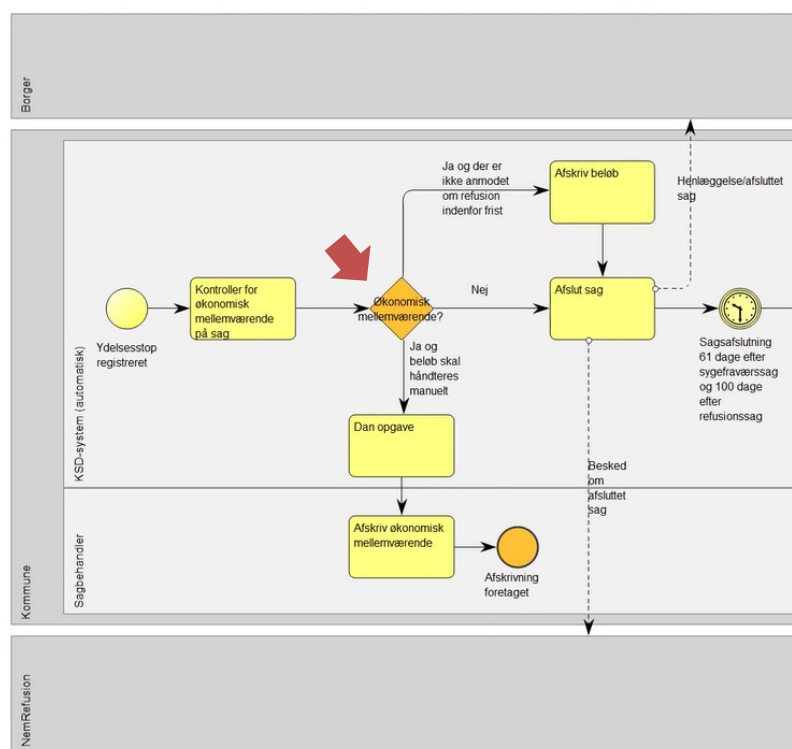 Borger
Kommune
KSD-system (automatisk)
Ydelsesstop
registreret
Kontroller for
økonomisk
mellemværende
på sag
Økonomisk
mellemværende?
Ja og der er
ikke anmodet
om refusion
indenfor frist
Afskriv beløb
Nej
Afslut sag
Henlæggelse/afsluttet
sag
Sagsafslutning
61 dage efter
sygefraværssag
og 100 dage
efter
refusionssag
Ja og
beløb skal
håndteres
manuelt
Dan opgave
Besked
om
afsluttet
sag
Sagbehandler
Afskriv økonomisk
mellemværende
Afskrivning
foretaget
NemRefusion